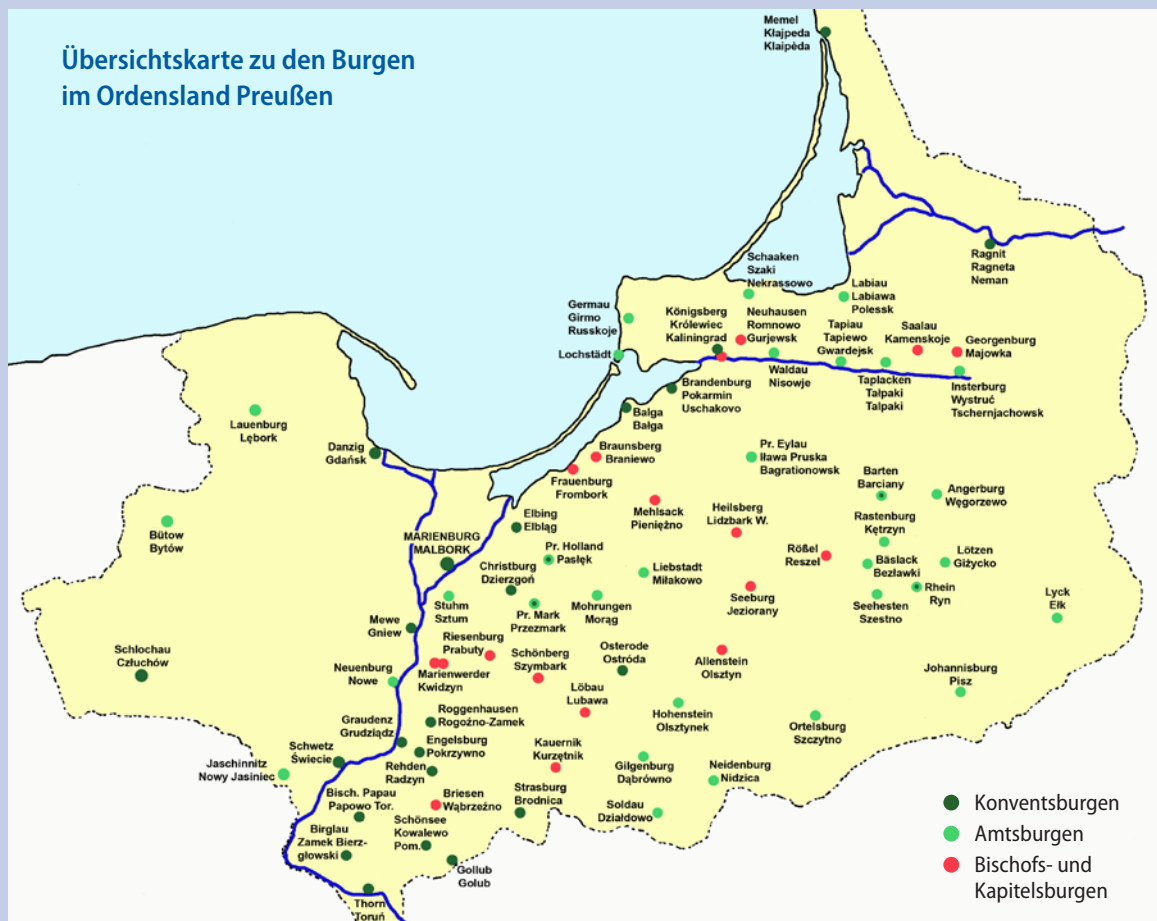 Übersichtskarte zu den Burgen
im Ordensland Preußen
Memel
Kłajpeda
Klaipėda
Ragnit
Ragneta
Neman
Schaaken
Szaki
Nekrassowo
Labiau
Labiawa
Polessk
Germau
Girmo
Russkoje
Lochstädt
Königsberg
Królewiec
Kaliningrad
Neuhausen
Romnowo
Gurjewsk
Tapiau
Tapiewo
Gwardejsk
Saalau
Kamenskoje
Georgenburg
Majowka
Waldau
Nisowje
Taplacken
Tałpaki
Talpaki
Insterburg
Wystruć
Tschernjachowsk
Brandenburg
Pokarmin
Uschakovo
Balga
Bałga
Lauenburg
Lębork
Danzig
Gdańsk
Braunsberg
Braniewo
Frauenburg
Frombork
Pr. Eylau
Iława Pruska
Bagrationowsk
Barten
Barciany
Angerburg
Węgorzewo
Mehlsack
Pieniężno
Heilsberg
Lidzbark W.
Rastenburg
Kętrzyn
Bütow
Bytów
Elbing
Elbląg
MARIENBURG
MALBORK
Pr. Holland
Pasłęk
Rößel
Reszel
Bäslack
Bezławki
Lötzen
Giżycko
Christburg
Dzierzgoń
Liebstadt
Miłakowo
Rhein
Ryn
Seeburg
Jeziorany
Seehesten
Szestno
Lyck
Ełk
Stuhm
Sztum
Pr. Mark
Przezmark
Mohrungen
Morąg
Mewe
Gniew
Riesenburg
Prabuty
Schlochau
Człuchów
Schönberg
Szymbark
Osterode
Ostróda
Allenstein
Olsztyn
Neuenburg
Nowe
Marienwerder
Kwidzyn
Johannisburg
Pisz
Löbau
Lubawa
Hohenstein
Olsztynek
Ortelsburg
Szczytno
Roggenhausen
Rogoźno-Zamek
Graudenz
Grudziądz
Engelsburg
Pokrzywno
Schwetz
Świecie
Jaschinnitz
Nowy Jasiniec
Rehden
Radzyn
Kauernik
Kurzętnik
Gilgenburg
Dąbrówno
Neidenburg
Nidzica
Bisch. Papau
Papowo Tor.
Briesen
Wąbrzeźno
Strasburg
Brodnica
Soldau
Działdowo
Birglau
Zamek Bierz-
głowski
Schönsee
Kowalewo
Pom.
Gollub
Golub
Thorn
Toruń
Konventsburgen
Amtsburgen
Bischofs- und
Kapitelsburgen